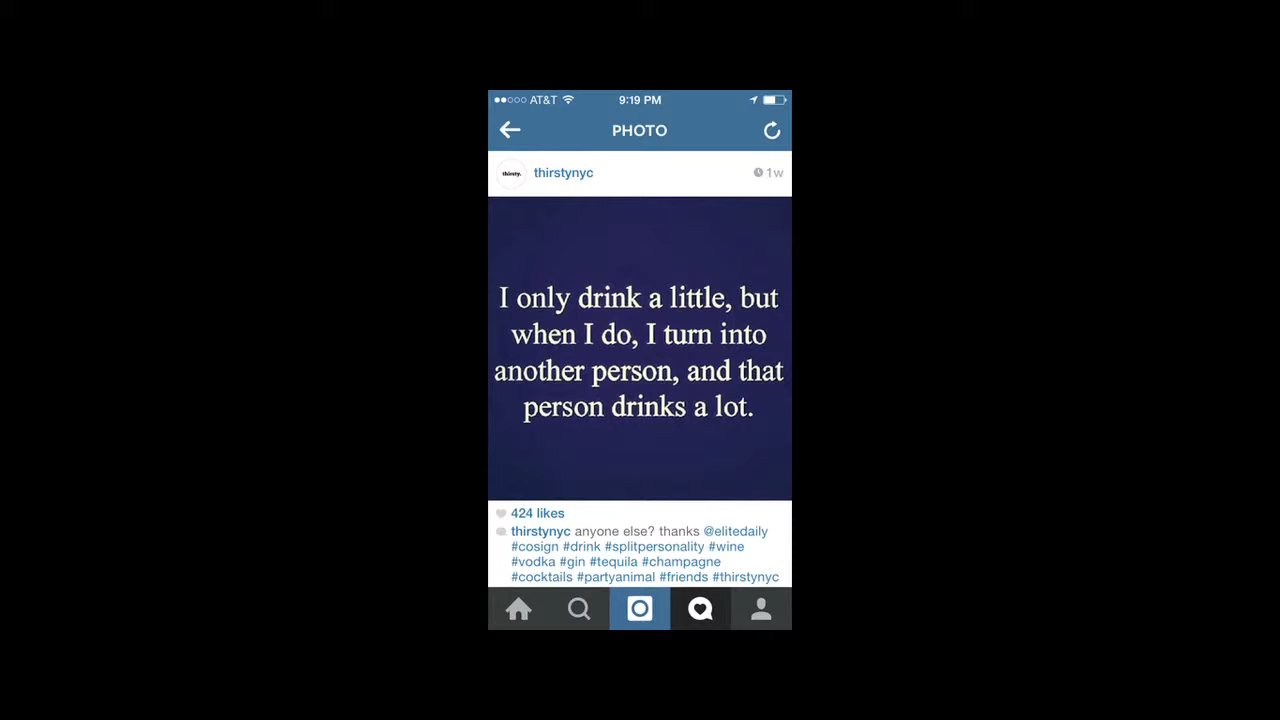 AT&T 9:19 PM
PHOTO
thirsty. thirstynyc 1w
I only drink a little, but
when I do, I turn into
another person, and that
person drinks a lot.
424 likes
thirstynyc anyone else? thanks @elitedaily
#cosign #drink #splitpersonality #wine
#vodka #gin #tequila #champagne
#cocktails #partyanimal #friends #thirstynyc